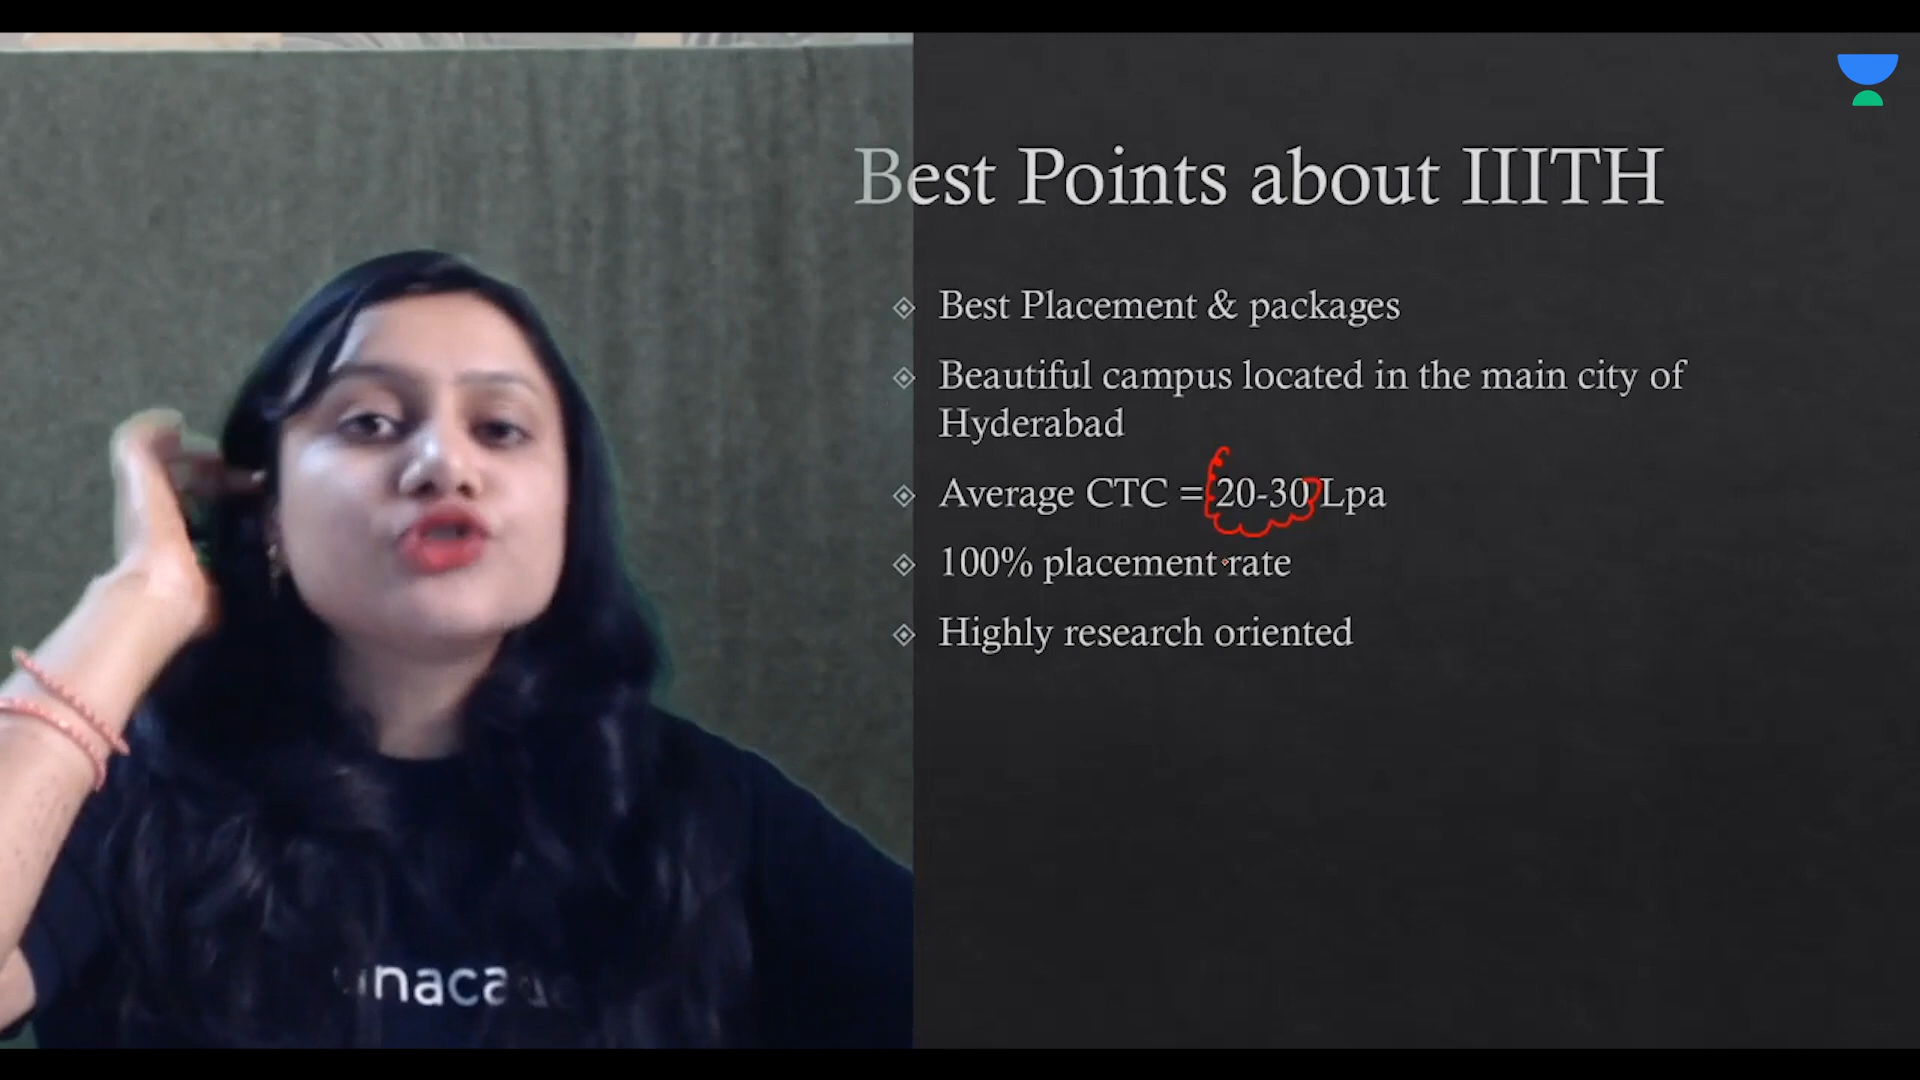 Best Points about IIITH
Best Placement & packages
Beautiful campus located in the main city of
Hyderabad
Average CTC = 20-30 Lpa
100% placement rate
Highly research oriented